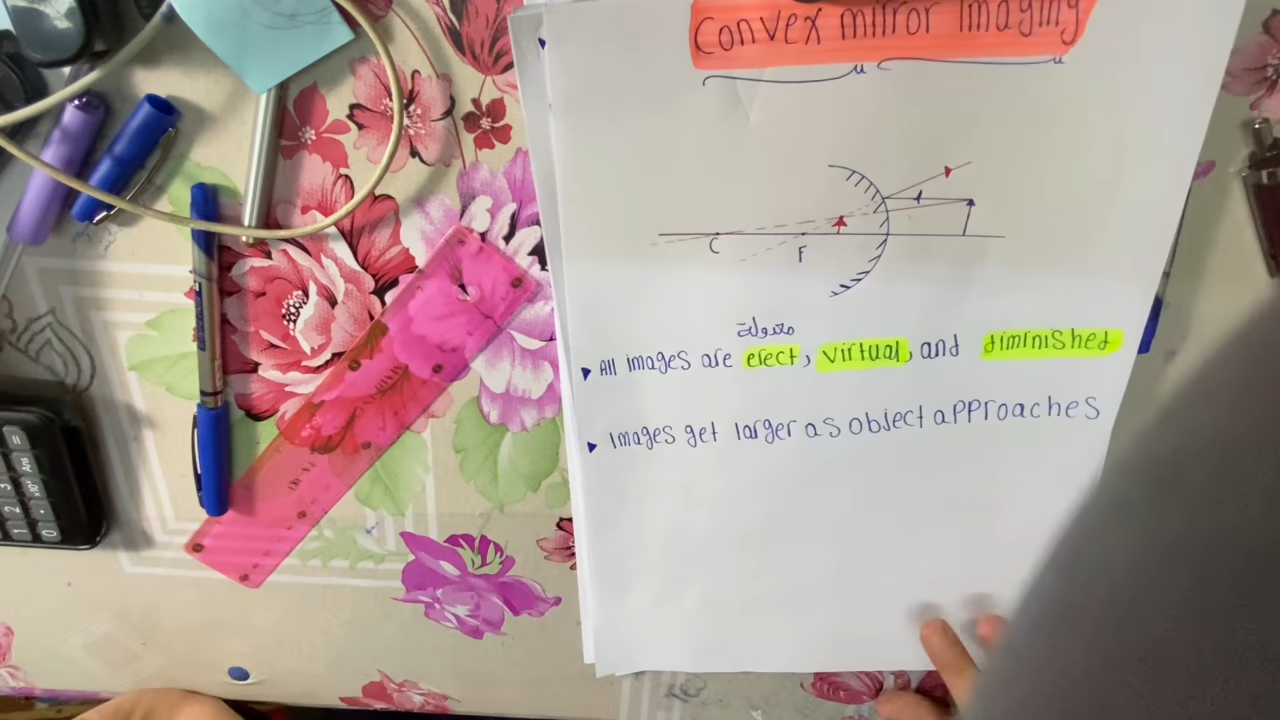 Convex mirror Imaging
C
F
معتدلة
All images are erect, virtual, and diminished
Images get larger as object approaches